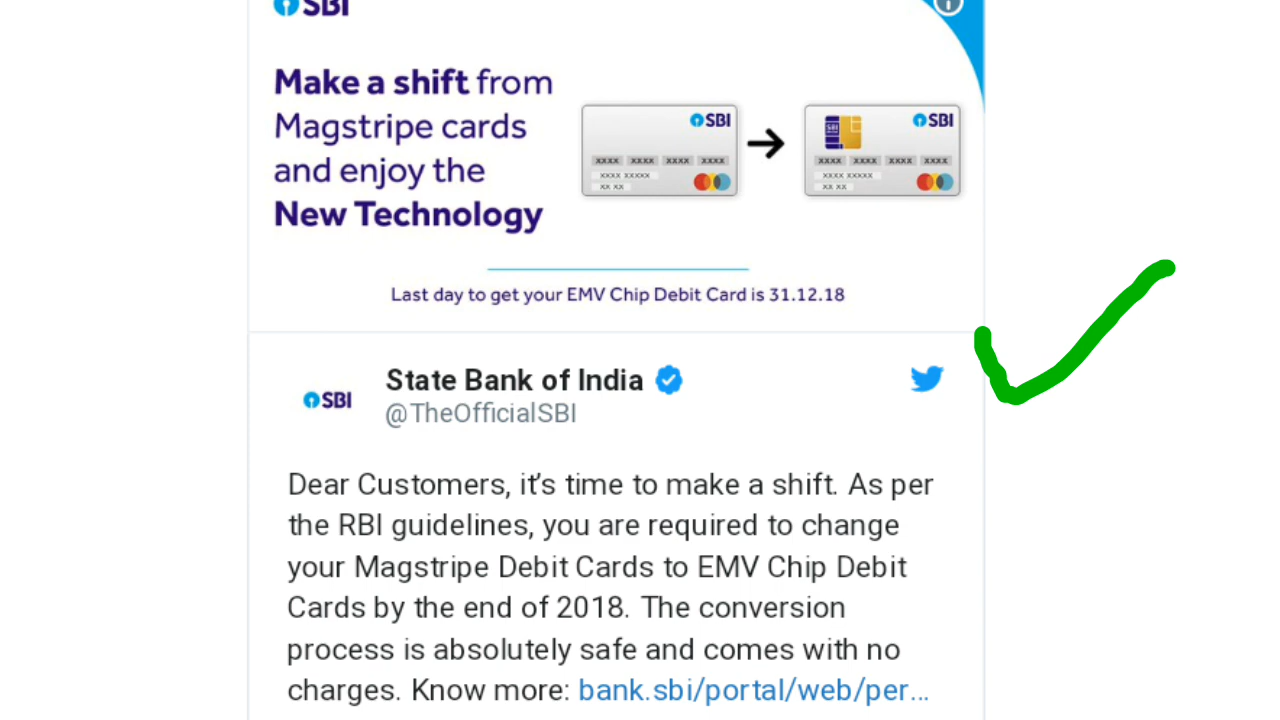 SBI
Make a shift from
Magstripe cards
and enjoy the
New Technology
SBI
XXXX XXXX XXXX XXXX
XXXX XXXXX
XX XX
SBI
SBI
XXXX XXXX XXXX XXXX
XXXX XXXXX
XX XX
Last day to get your EMV Chip Debit Card is 31.12.18
SBI
State Bank of India
@TheOfficialSBI
Dear Customers, it's time to make a shift. As per
the RBI guidelines, you are required to change
your Magstripe Debit Cards to EMV Chip Debit
Cards by the end of 2018. The conversion
process is absolutely safe and comes with no
charges. Know more: bank.sbi/portal/web/per...